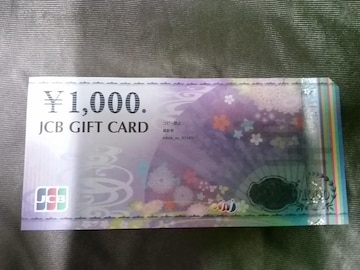 ¥1,000.
JCB GIFT CARD
JCB